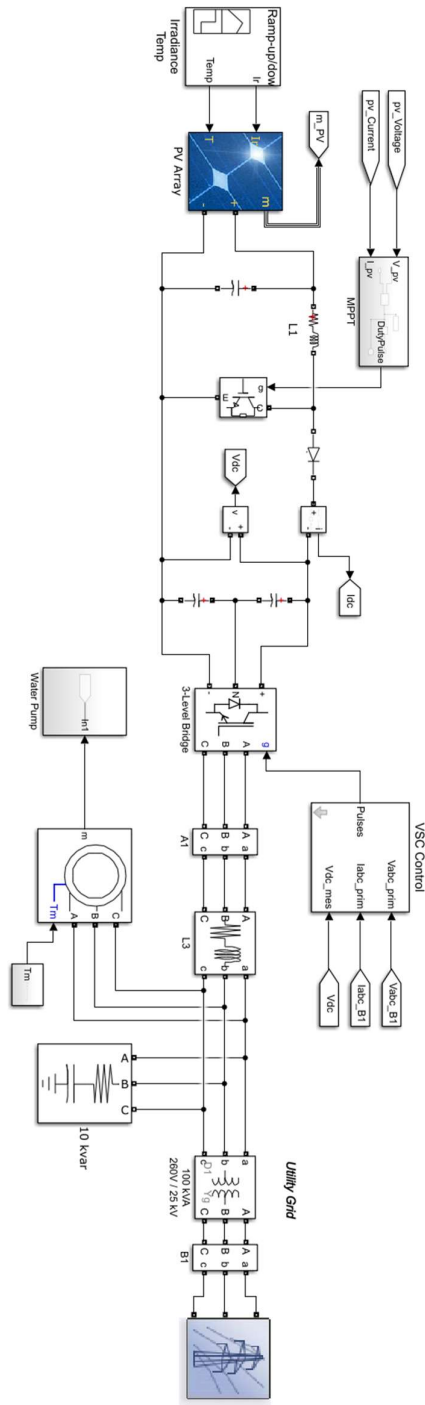 Ramp-up/dow
Ir
Temp
Irradiance
Temp
Ir
T
m
+
-
PV Array
m_PV
pv_Voltage
pv_Current
V_pv
I_pv
DutyPulse
MPPT
+
L1
+
g
C
E
+
-
i
Idc
v
+
-
Vdc
+
+
+
N
-
g
A
B
C
3-Level Bridge
Pulses
Vabc_prim
Iabc_prim
Vdc_mes
VSC Control
Vabc_B1
Iabc_B1
Vdc
A a
B b
C c
A1
A a
B b
C c
L3
In1
Water Pump
m
Tm
A
B
C
Tm
A
B
C
10 kvar
Utility Grid
a A
b B
c C
D1
Yg
100 kVA
260V / 25 kV
A a
B b
C c
B1